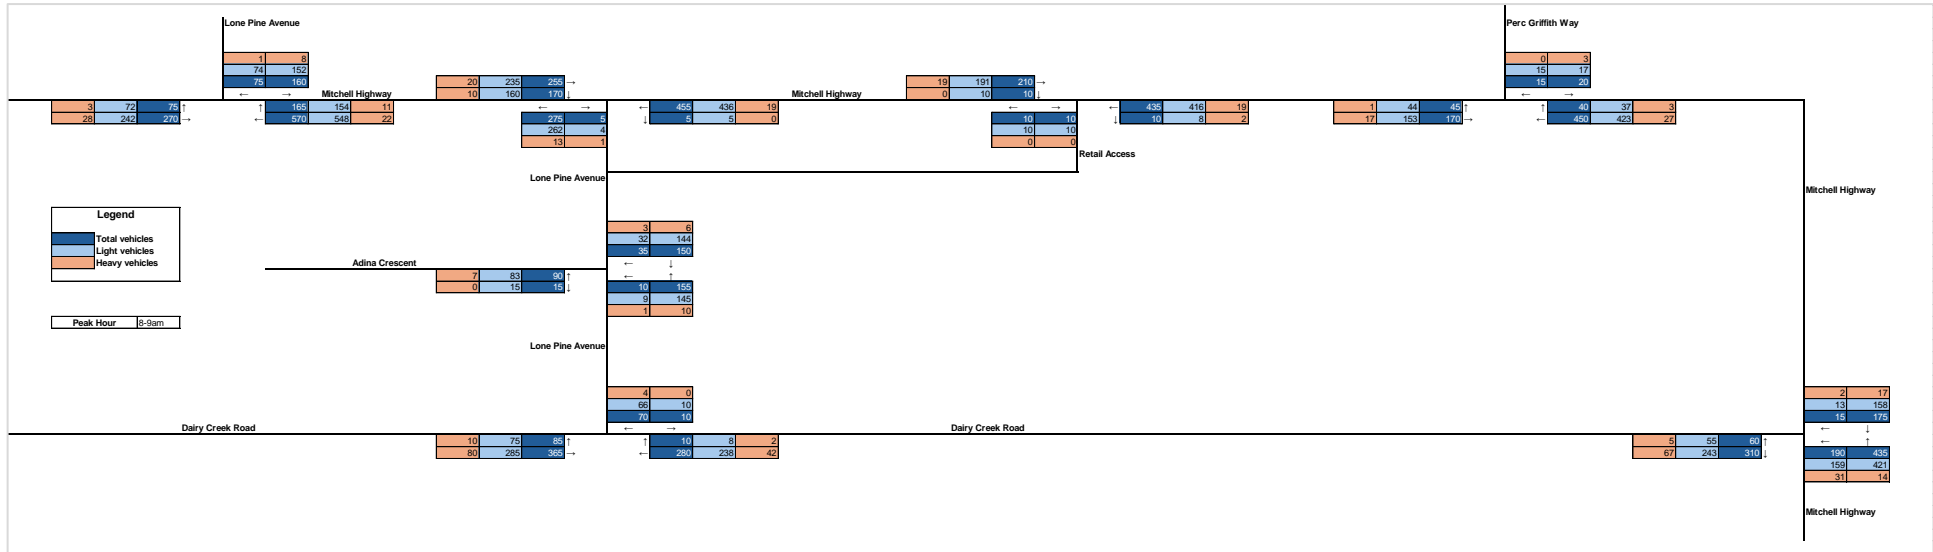 Lone Pine Avenue
Perc Griffith Way
1 8
0 3
74 152
15 17
75 160
20 235 255 →
19 191 210 →
15 20
← →
Mitchell Highway
10 160 170 ↓
Mitchell Highway
0 10 10 ↓
← →
3 72 75 ↑
↑ 165 154 11
← →
← 455 436 19
← →
← 435 416 19
1 44 45 ↑
↑ 40 37 3
28 242 270 →
← 570 548 22
275 5
↓ 5 5 0
10 10
↓ 10 8 2
17 153 170 →
← 450 423 27
262 4
10 10
13 1
0 0
Retail Access
Lone Pine Avenue
Mitchell Highway
Legend
Total vehicles
Light vehicles
Heavy vehicles
3 6
32 144
35 150
← ↓
Adina Crescent
← ↑
7 83 90 ↑
0 15 15 ↓
10 155
9 145
1 10
Peak Hour 8-9am
Lone Pine Avenue
4 0
66 10
70 10
2 17
13 158
15 175
Dairy Creek Road
← →
Dairy Creek Road
← ↓
10 75 85 ↑
↑ 10 8 2
5 55 60 ↑
← ↑
80 285 365 →
← 280 238 42
67 243 310 ↓
190 435
159 421
31 14
Mitchell Highway